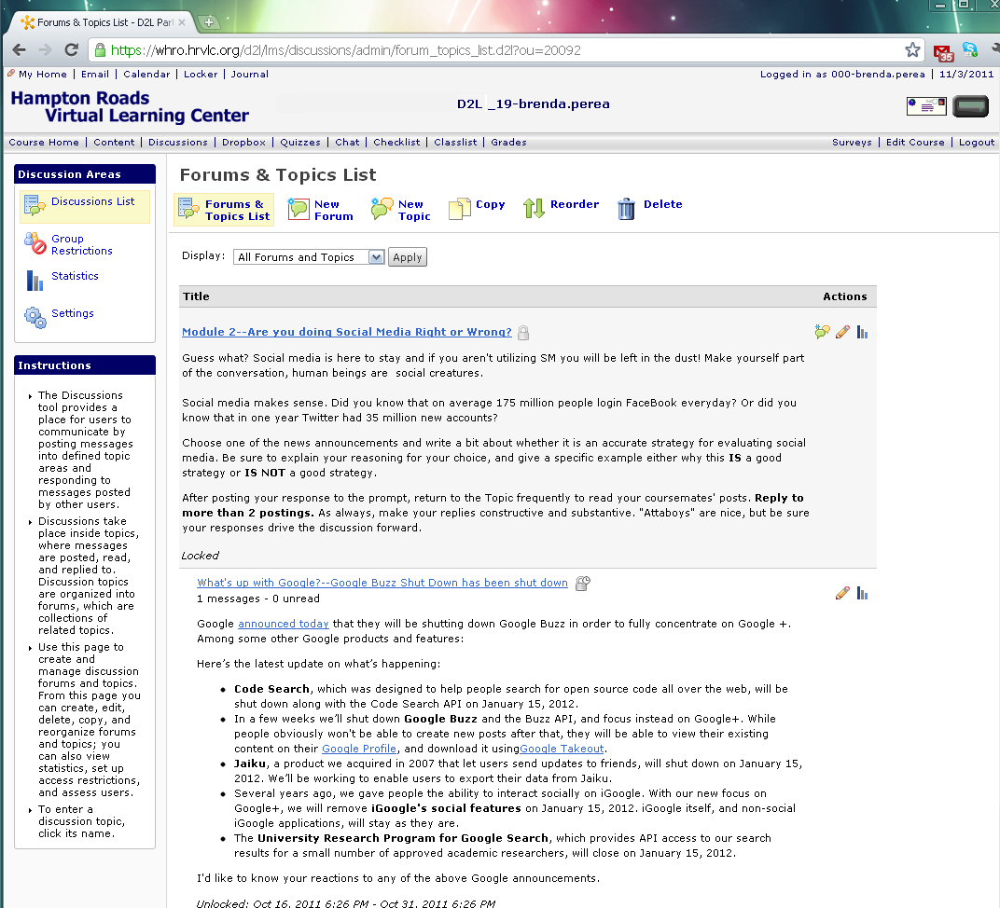 Forums & Topics List - D2L Par
https://whro.hrvlc.org/d2l/lms/discussions/admin/forum_topics_list.d2l?ou=20092
35
My Home | Email | Calendar | Locker | Journal
Logged in as 000-brenda.perea | 11/3/2011
Hampton Roads
Virtual Learning Center
D2L _19-brenda.perea
Course Home | Content | Discussions | Dropbox | Quizzes | Chat | Checklist | Classlist | Grades
Surveys | Edit Course | Logout
Discussion Areas
Discussions List
Group
Restrictions
Statistics
Settings
Instructions
The Discussions
tool provides a
place for users to
communicate by
posting messages
into defined topic
areas and
responding to
messages posted
by other users.
Discussions take
place inside topics,
where messages
are posted, read,
and replied to.
Discussion topics
are organized into
forums, which are
collections of
related topics.
Use this page to
create and
manage discussion
forums and topics.
From this page you
can create, edit,
delete, copy, and
reorganize forums
and topics; you
can also view
statistics, set up
access restrictions,
and assess users.
To enter a
discussion topic,
click its name.
Forums & Topics List
Forums &
Topics List
New
Forum
New
Topic
Copy
Reorder
Delete
Display: All Forums and Topics Apply
Title Actions
Module 2--Are you doing Social Media Right or Wrong?
Guess what? Social media is here to stay and if you aren't utilizing SM you will be left in the dust! Make yourself part
of the conversation, human beings are  social creatures.
Social media makes sense. Did you know that on average 175 million people login FaceBook everyday? Or did you
know that in one year Twitter had 35 million new accounts?
Choose one of the news announcements and write a bit about whether it is an accurate strategy for evaluating social
media. Be sure to explain your reasoning for your choice, and give a specific example either why this IS a good
strategy or IS NOT a good strategy.
After posting your response to the prompt, return to the Topic frequently to read your coursemates' posts. Reply to
more than 2 postings. As always, make your replies constructive and substantive. "Attaboys" are nice, but be sure
your responses drive the discussion forward.
Locked
What's up with Google?--Google Buzz Shut Down has been shut down
1 messages - 0 unread
Google announced today that they will be shutting down Google Buzz in order to fully concentrate on Google +.
Among some other Google products and features:
Here's the latest update on what's happening:
Code Search, which was designed to help people search for open source code all over the web, will be
shut down along with the Code Search API on January 15, 2012.
In a few weeks we'll shut down Google Buzz and the Buzz API, and focus instead on Google+. While
people obviously won't be able to create new posts after that, they will be able to view their existing
content on their Google Profile, and download it usingGoogle Takeout.
Jaiku, a product we acquired in 2007 that let users send updates to friends, will shut down on January 15,
2012. We'll be working to enable users to export their data from Jaiku.
Several years ago, we gave people the ability to interact socially on iGoogle. With our new focus on
Google+, we will remove iGoogle's social features on January 15, 2012. iGoogle itself, and non-social
iGoogle applications, will stay as they are.
The University Research Program for Google Search, which provides API access to our search
results for a small number of approved academic researchers, will close on January 15, 2012.
I'd like to know your reactions to any of the above Google announcements.
Unlocked: Oct 16, 2011 6:26 PM - Oct 31, 2011 6:26 PM